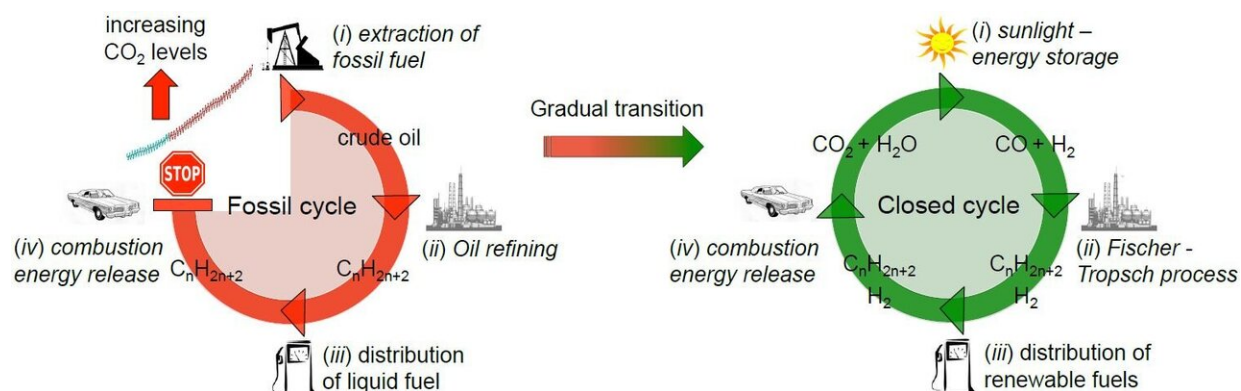 increasing
CO₂ levels
(i) extraction of
fossil fuel
crude oil
STOP
Fossil cycle
(ii) Oil refining
(iv) combustion
energy release
CₙH₂ₙ₊₂
CₙH₂ₙ₊₂
(iii) distribution
of liquid fuel
Gradual transition
(i) sunlight –
energy storage
CO₂ + H₂O
CO + H₂
Closed cycle
(iv) combustion
energy release
(ii) Fischer -
Tropsch process
CₙH₂ₙ₊₂
H₂
CₙH₂ₙ₊₂
H₂
(iii) distribution of
renewable fuels